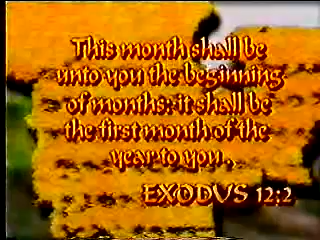 This month shall be
unto you the beginning
of months: it shall be
the first month of the
year to you.
EXODUS 12:2